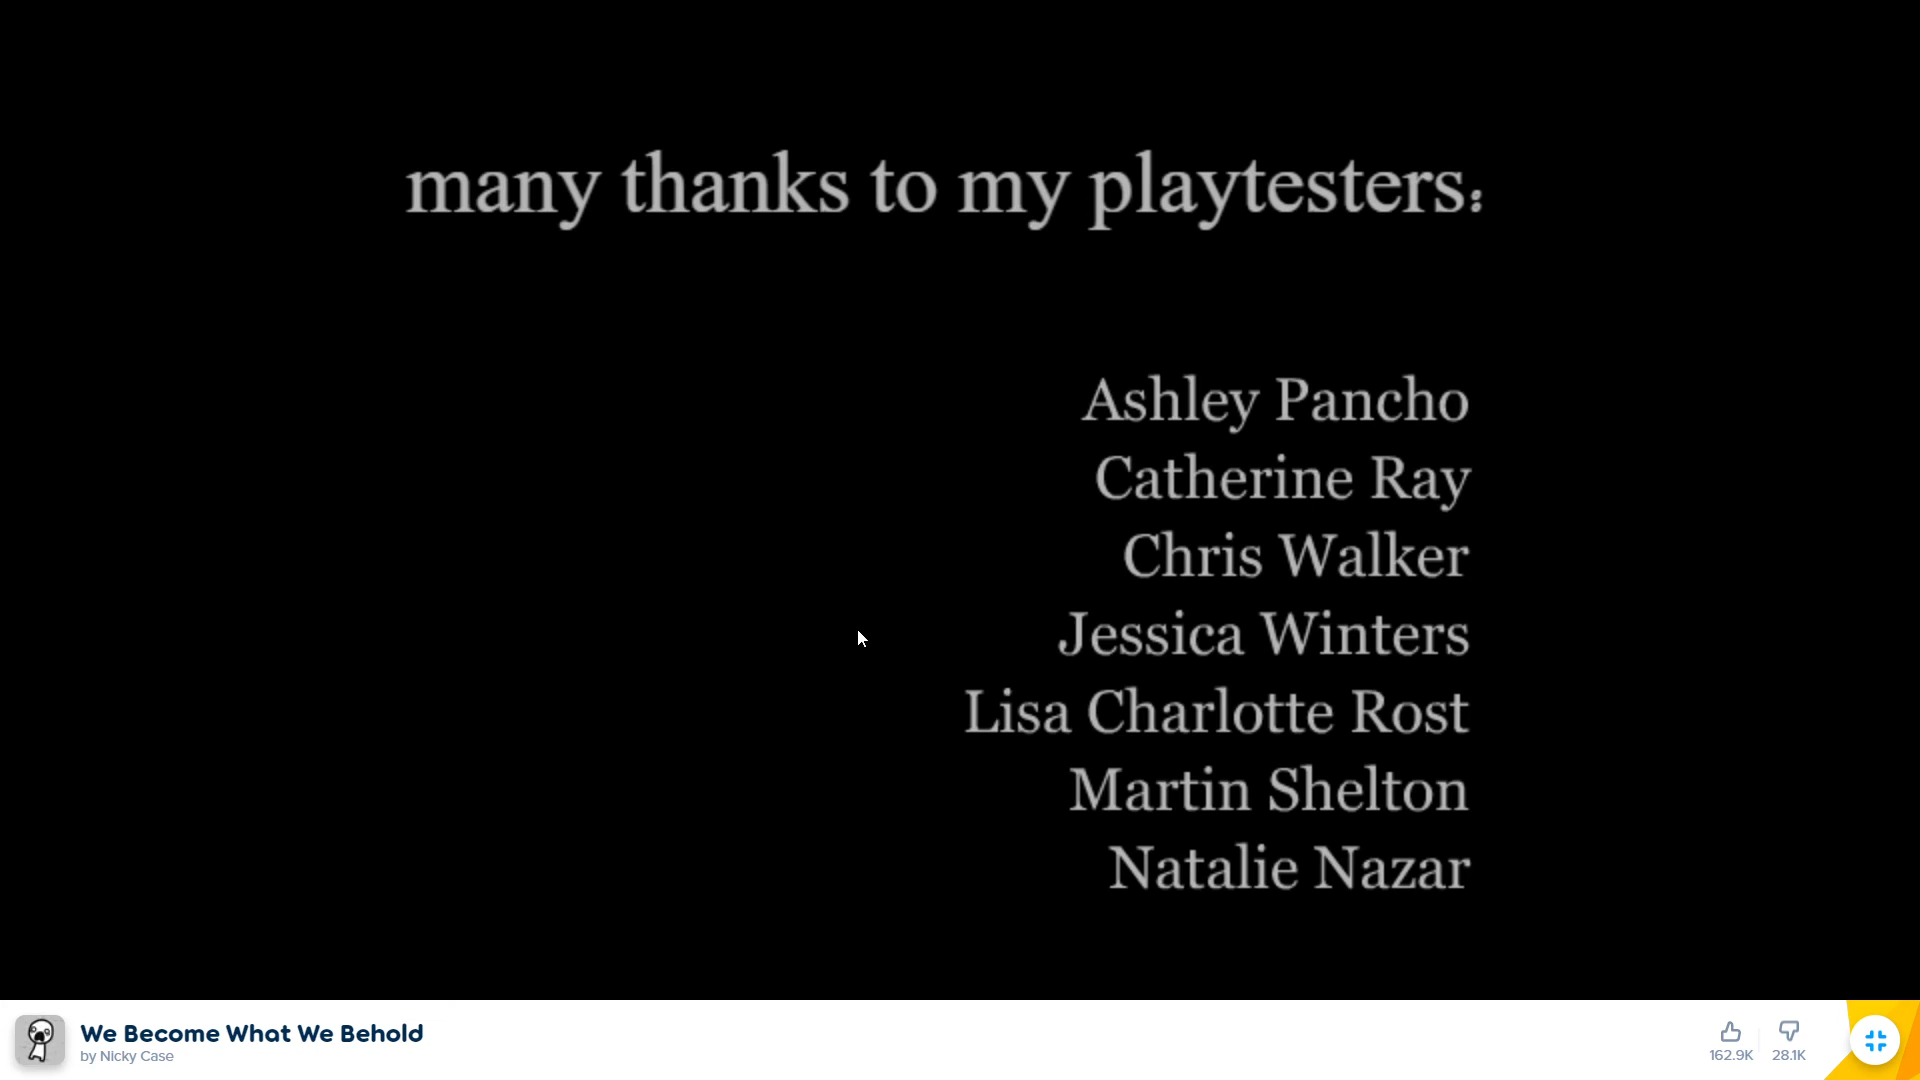 many thanks to my playtesters:
Ashley Pancho
Catherine Ray
Chris Walker
Jessica Winters
Lisa Charlotte Rost
Martin Shelton
Natalie Nazar
We Become What We Behold
by Nicky Case
162.9K
28.1K